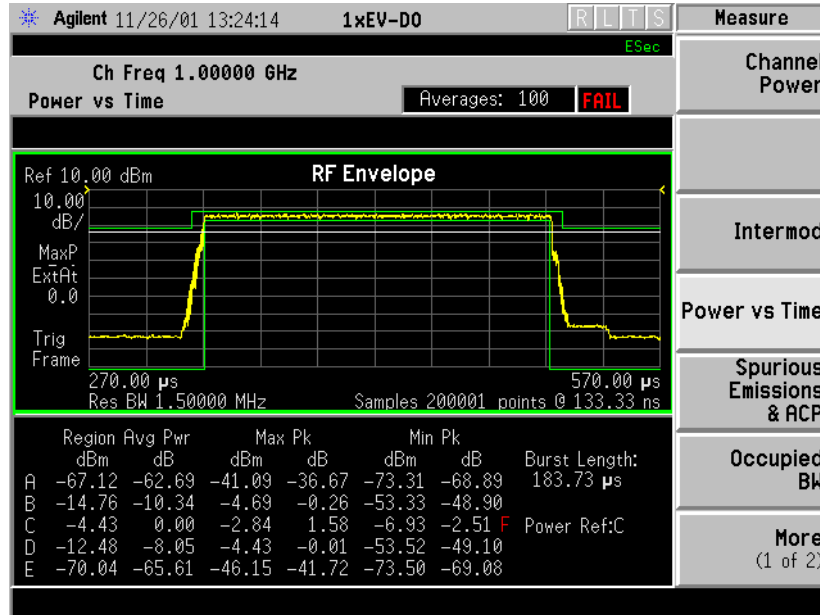 Agilent 11/26/01 13:24:14 1xEV-DO R L T S Measure
ESec
Ch Freq 1.00000 GHz
Channel
Power
Power vs Time Averages: 100 FAIL
Ref 10.00 dBm RF Envelope
10.00
dB/
Intermod
MaxP
ExtAt
0.0
Power vs Time
Trig
Frame
270.00 µs 570.00 µs
Res BW 1.50000 MHz Samples 200001 points @ 133.33 ns
Spurious
Emissions
& ACP
Region Avg Pwr Max Pk Min Pk
dBm dB dBm dB dBm dB Burst Length:
A -67.12 -62.69 -41.09 -36.67 -73.31 -68.89 183.73 µs
B -14.76 -10.34 -4.69 -0.26 -53.33 -48.90
C -4.43 0.00 -2.84 1.58 -6.93 -2.51 F Power Ref:C
D -12.48 -8.05 -4.43 -0.01 -53.52 -49.10
E -70.04 -65.61 -46.15 -41.72 -73.50 -69.08
Occupied
BW
More
(1 of 2)